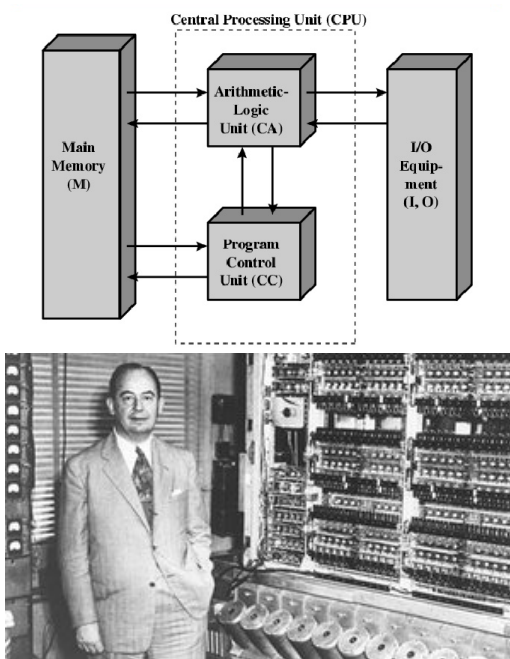 Central Processing Unit (CPU)
Main
Memory
(M)
Arithmetic-
Logic
Unit (CA)
Program
Control
Unit (CC)
I/O
Equip-
ment
(I, O)